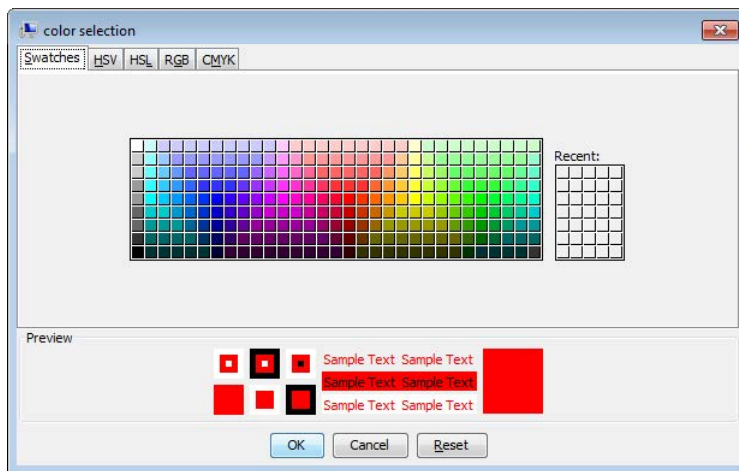 color selection
Swatches HSV HSL RGB CMYK
Recent:
Preview
Sample Text Sample Text
Sample Text Sample Text
Sample Text Sample Text
OK Cancel Reset